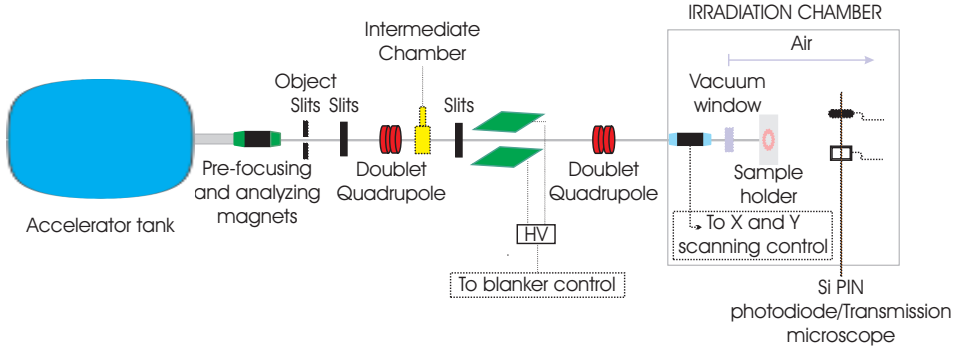 IRRADIATION CHAMBER
Air
Intermediate
Chamber
Object
Slits
Slits
Slits
Vacuum
window
Pre-focusing
and analyzing
magnets
Doublet
Quadrupole
Doublet
Quadrupole
Sample
holder
Accelerator tank
To X and Y
scanning control
HV
To blanker control
Si PIN
photodiode/Transmission
microscope